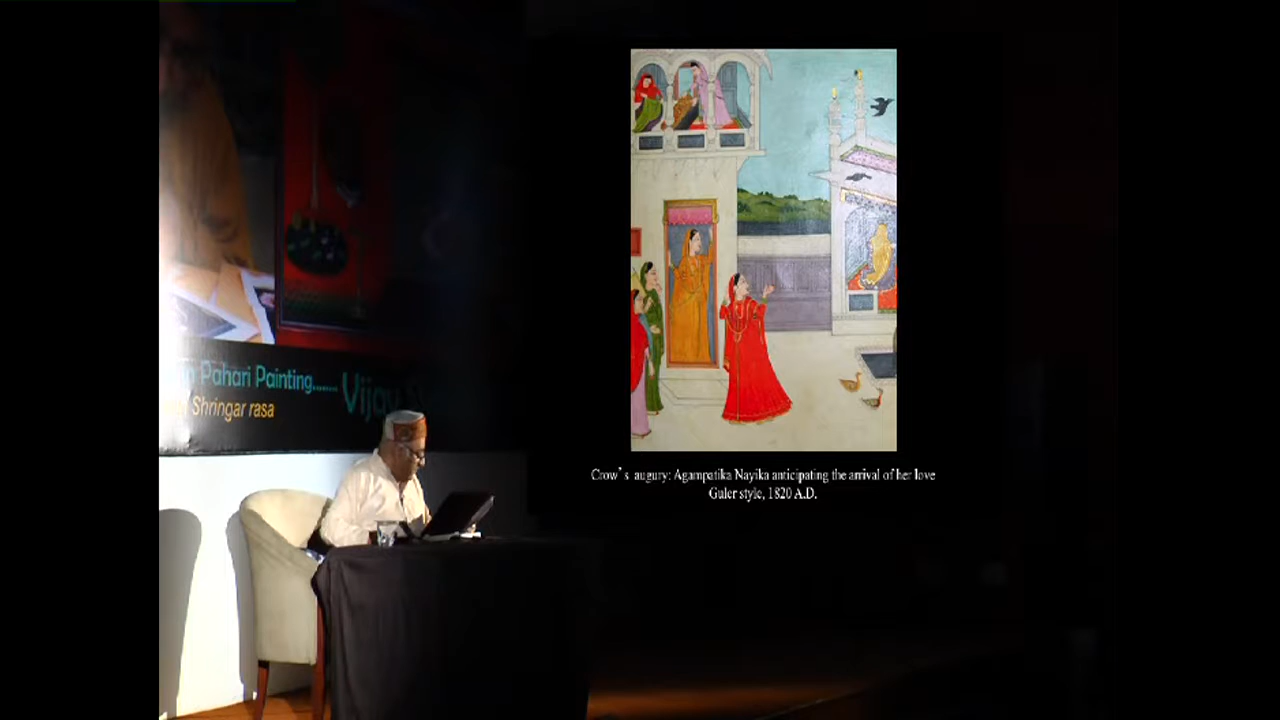 Pahari Painting......... Vijay
Shringar rasa
Crow's augury: Agampatika Nayika anticipating the arrival of her love
Guler style, 1820 A.D.